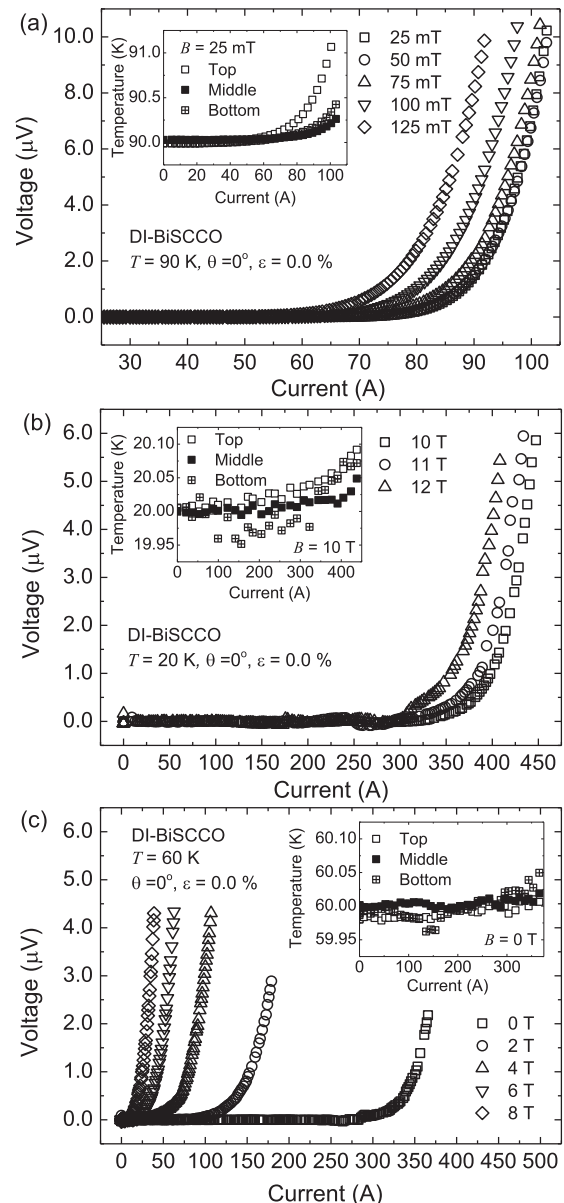 (a)
10.0
8.0
6.0
4.0
2.0
0.0
Voltage (μV)
30 40 50 60 70 80 90 100
Current (A)
91.0
90.5
90.0
Temperature (K)
B = 25 mT
Top
Middle
Bottom
0 20 40 60 80 100
Current (A)
25 mT
50 mT
75 mT
100 mT
125 mT
DI-BiSCCO
T = 90 K, θ =0°, ε = 0.0 %
(b)
6.0
5.0
4.0
3.0
2.0
1.0
0.0
Voltage (μV)
0 50 100 150 200 250 300 350 400 450
Current (A)
20.10
20.05
20.00
19.95
Temperature (K)
Top
Middle
Bottom
B = 10 T
0 100 200 300 400
Current (A)
10 T
11 T
12 T
DI-BiSCCO
T = 20 K, θ =0°, ε = 0.0 %
(c)
6.0
5.0
4.0
3.0
2.0
1.0
0.0
Voltage (μV)
0 50 100 150 200 250 300 350 400 450 500
Current (A)
DI-BiSCCO
T = 60 K
θ =0°, ε = 0.0 %
60.10
60.05
60.00
59.95
Temperature (K)
Top
Middle
Bottom
B = 0 T
0 100 200 300
Current (A)
0 T
2 T
4 T
6 T
8 T